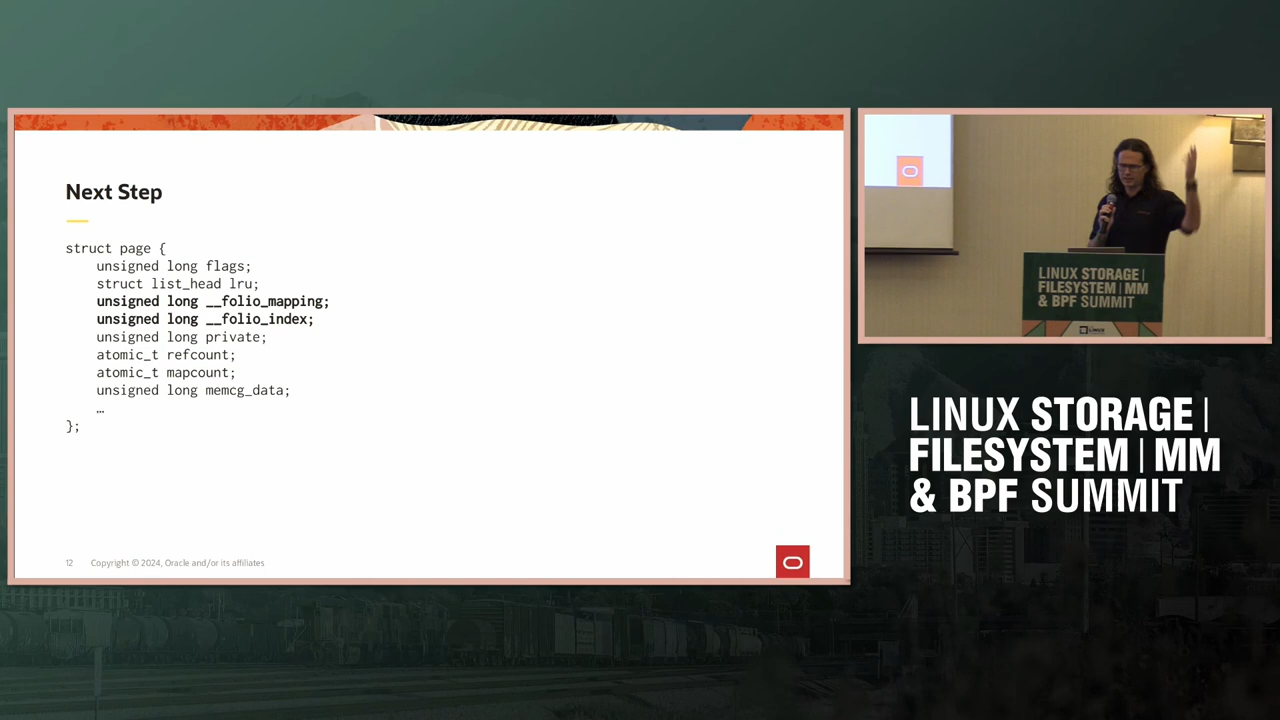 Next Step
struct page {
unsigned long flags;
struct list_head lru;
unsigned long __folio_mapping;
unsigned long __folio_index;
unsigned long private;
atomic_t refcount;
atomic_t mapcount;
unsigned long memcg_data;
…
};
12 Copyright © 2024, Oracle and/or its affiliates
LINUX STORAGE |
FILESYSTEM | MM
& BPF SUMMIT
LINUX STORAGE |
FILESYSTEM | MM
& BPF SUMMIT